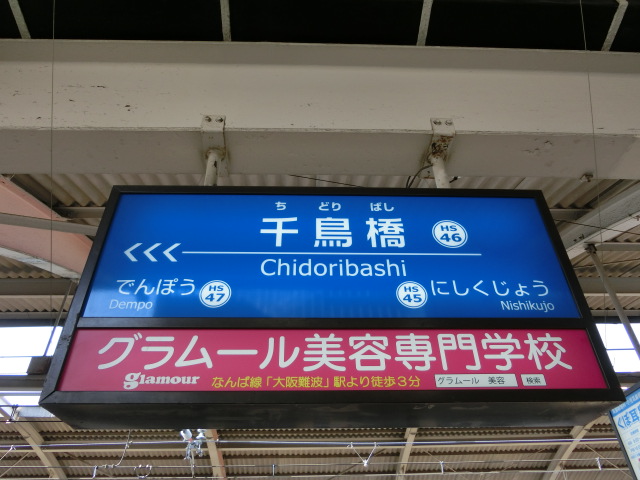 ち どり ばし
千鳥橋
HS
46
Chidoribashi
でんぽう
Dempo
HS
47
HS
45
にしくじょう
Nishikujo
グラムール美容専門学校
glamour
なんば線「大阪難波」駅より徒歩3分
グラムール 美容
検索